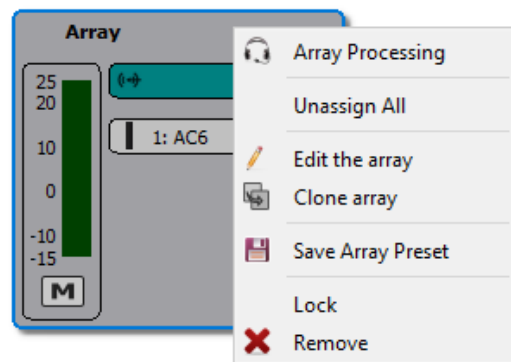 Array
25
20
10
0
-10
-15
M
1: AC6
Array Processing
Unassign All
Edit the array
Clone array
Save Array Preset
Lock
Remove